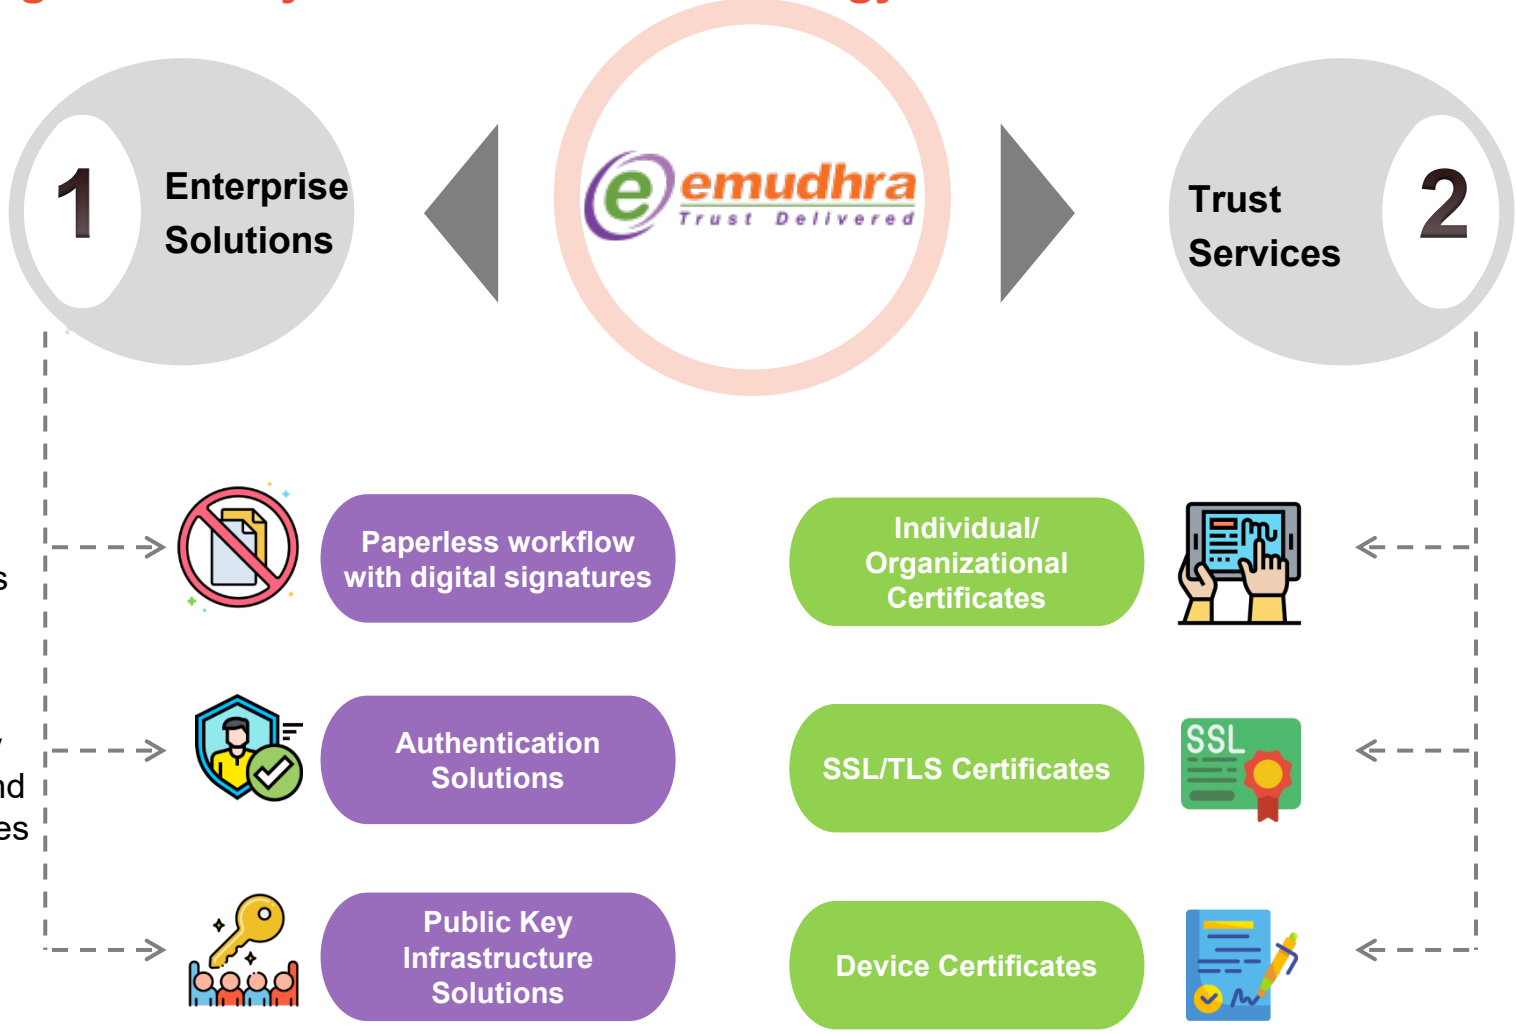 1
Enterprise
Solutions
emudhra
Trust Delivered
Trust
Services
2
Paperless workflow
with digital signatures
Authentication
Solutions
Public Key
Infrastructure
Solutions
Individual/
Organizational
Certificates
SSL/TLS Certificates
SSL
Device Certificates